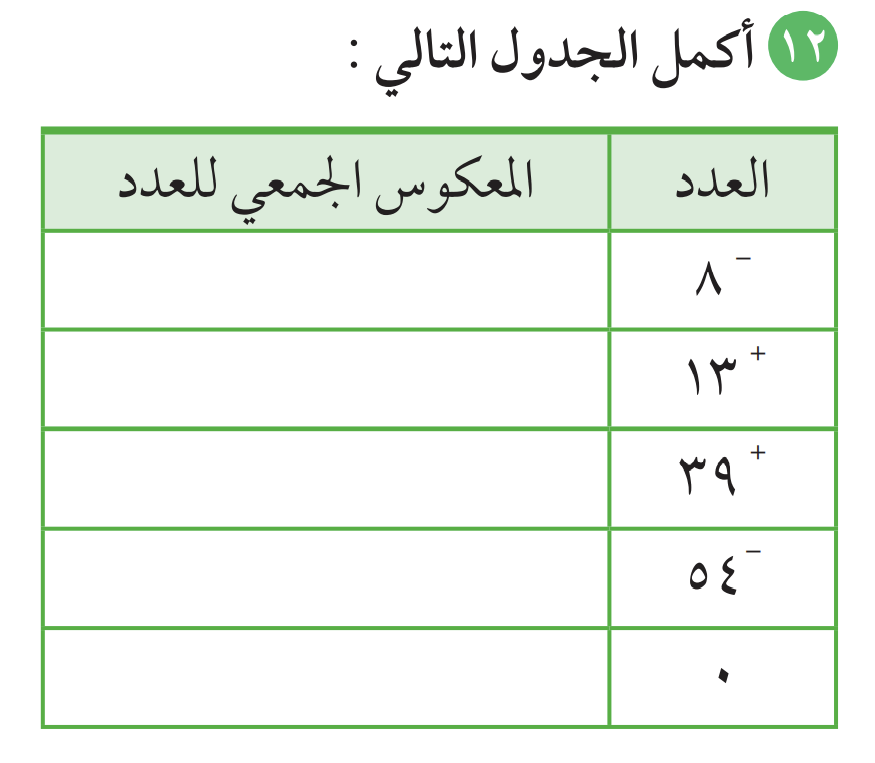 ١٢ أكمل الجدول التالي :
العدد المعكوس الجمعي للعدد
⁻٨
⁺١٣
⁺٣٩
⁻٥٤
٠